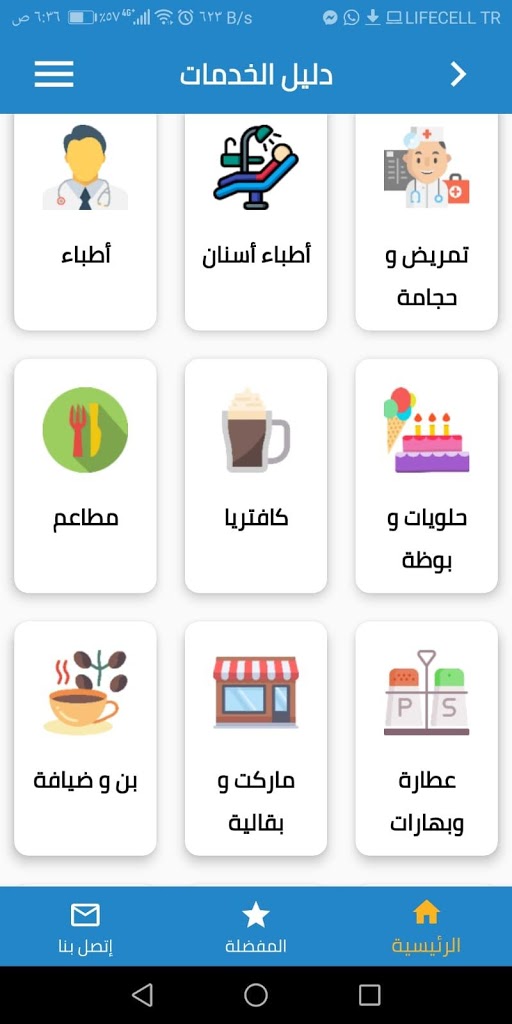 LIFECELL TR
٦٢٣ B/s
4G+
٪٥٧
٦:٣٦ ص
دليل الخدمات
تمريض و
حجامة
أطباء أسنان
أطباء
حلويات و
بوظة
كافتريا
مطاعم
عطارة
وبهارات
ماركت و
بقالية
بن و ضيافة
P S
الرئيسية
المفضلة
إتصل بنا